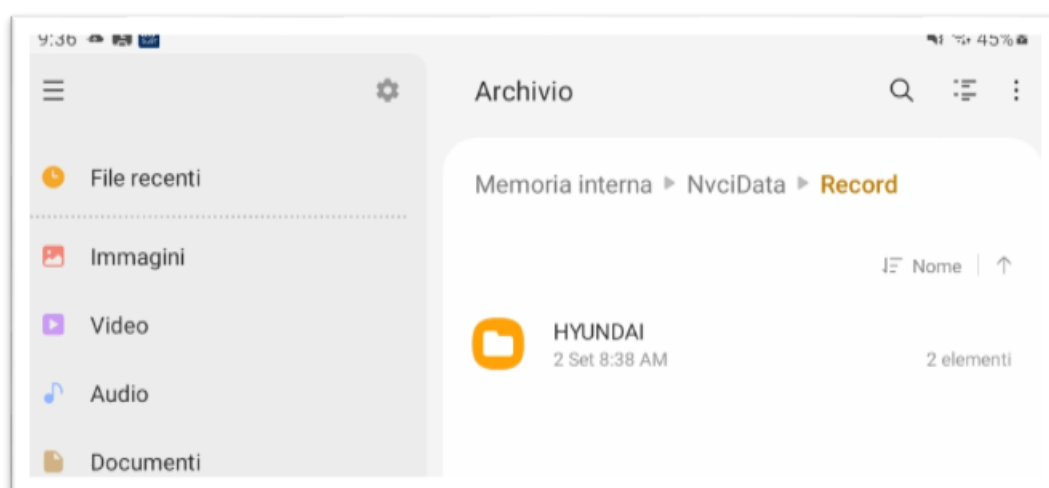 9:36
45%
Archivio
File recenti
Memoria interna ▶ NvciData ▶ Record
Immagini
Nome
Video
HYUNDAI
2 Set 8:38 AM
2 elementi
Audio
Documenti